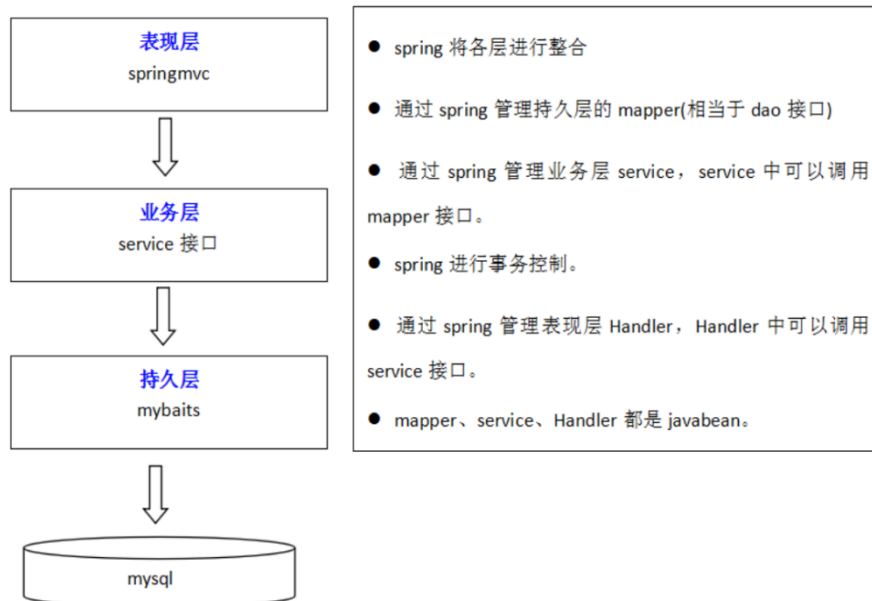 表现层
springmvc
业务层
service 接口
持久层
mybaits
mysql
● spring 将各层进行整合
● 通过 spring 管理持久层的 mapper(相当于 dao 接口)
● 通过 spring 管理业务层 service，service 中可以调用
mapper 接口。
● spring 进行事务控制。
● 通过 spring 管理表现层 Handler，Handler 中可以调用
service 接口。
● mapper、service、Handler 都是 javabean。